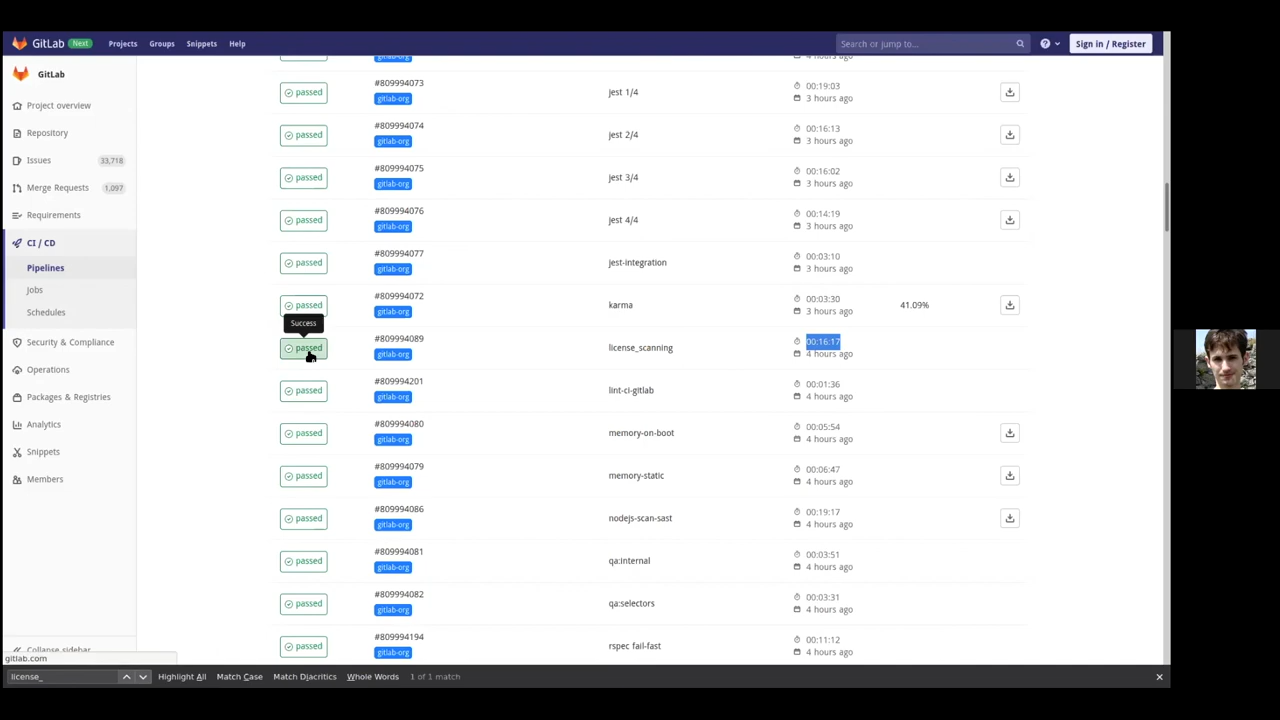 GitLab Next Projects Groups Snippets Help Search or jump to... Sign in / Register
GitLab
Project overview
Repository
Issues 33,718
Merge Requests 1,097
Requirements
CI / CD
Pipelines
Jobs
Schedules
Security & Compliance
Operations
Packages & Registries
Analytics
Snippets
Members
Collapse sidebar
gitlab.com
gitlab-org 4 hours ago
passed #809994073 gitlab-org jest 1/4 00:19:03 3 hours ago
passed #809994074 gitlab-org jest 2/4 00:16:13 3 hours ago
passed #809994075 gitlab-org jest 3/4 00:16:02 3 hours ago
passed #809994076 gitlab-org jest 4/4 00:14:19 3 hours ago
passed #809994077 gitlab-org jest-integration 00:03:10 3 hours ago
passed #809994072 gitlab-org karma 00:03:30 3 hours ago 41.09%
Success
passed #809994089 gitlab-org license_scanning 00:16:17 4 hours ago
passed #809994201 gitlab-org lint-ci-gitlab 00:01:36 4 hours ago
passed #809994080 gitlab-org memory-on-boot 00:05:54 4 hours ago
passed #809994079 gitlab-org memory-static 00:06:47 4 hours ago
passed #809994086 gitlab-org nodejs-scan-sast 00:19:17 4 hours ago
passed #809994081 gitlab-org qa:internal 00:03:51 4 hours ago
passed #809994082 gitlab-org qa:selectors 00:03:31 4 hours ago
passed #809994194 gitlab-org rspec fail-fast 00:11:12 4 hours ago
license_ Highlight All Match Case Match Diacritics Whole Words 1 of 1 match